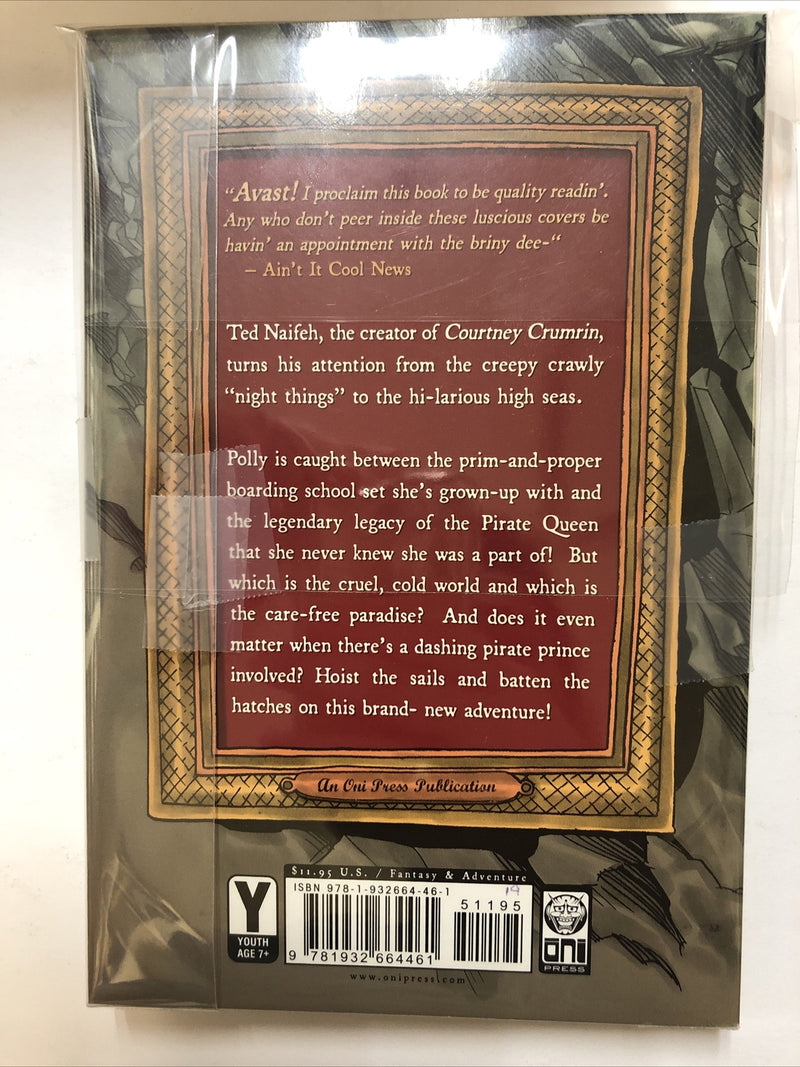 “Avast! I proclaim this book to be quality readin’.
Any who don’t peer inside these luscious covers be
havin’ an appointment with the briny dee-“
– Ain’t It Cool News
Ted Naifeh, the creator of Courtney Crumrin,
turns his attention from the creepy crawly
“night things” to the hi-larious high seas.
Polly is caught between the prim-and-proper
boarding school set she’s grown-up with and
the legendary legacy of the Pirate Queen
that she never knew she was a part of! But
which is the cruel, cold world and which is
the care-free paradise? And does it even
matter when there’s a dashing pirate prince
involved? Hoist the sails and batten the
hatches on this brand- new adventure!
An Oni Press Publication
$11.95 U.S. / Fantasy & Adventure
ISBN 978-1-932664-46-1
19
51195
9 781932 664461
Y
YOUTH
AGE 7+
oni
PRESS
www.onipress.com